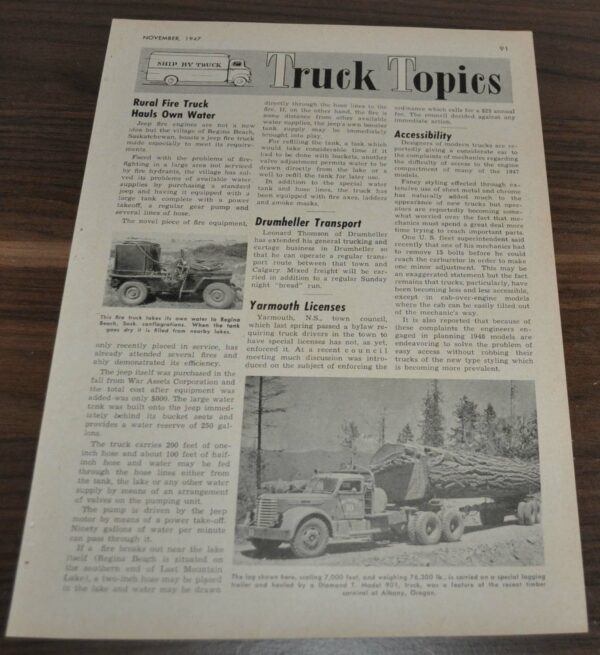 NOVEMBER, 1947
91
SHIP BY TRUCK
Truck Topics
Rural Fire Truck
Hauls Own Water
Jeep fire engines are not a new
idea but the village of Regina Beach,
Saskatchewan, boasts a jeep fire truck
made especially to meet its require-
ments.
Faced with the problems of fire-
fighting in a large area not serviced
by fire hydrants, the village has sol-
ved its problems of available water
supplies by purchasing a standard
jeep and having it equipped with a
large tank complete with a power
takeoff, a regular gear pump and
several lines of hose.
The novel piece of fire equipment,
This fire truck takes its own water to Regina
Beach, Sask. conflagrations. When the tank
goes dry it is filled from nearby lakes.
only recently placed in service, has
already attended several fires and
ably demonstrated its efficiency.
The jeep itself was purchased in the
fall from War Assets Corporation and
the total cost after equipment was
added was only $800. The large water
tank was built onto the jeep immed-
iately behind its bucket seats and
provides a water reserve of 250 gal-
lons.
The truck carries 200 feet of one-
inch hose and about 100 feet of half-
inch hose and water may be fed
through the hose lines either from
the tank, the lake or any other water
supply by means of an arrangement
of valves on the pumping unit.
The pump is driven by the jeep
motor by means of a power take-off.
Ninety gallons of water per minute
can pass through it.
If a fire breaks out near the lake
itself (Regina Beach is situated on
the southern end of Last Mountain
Lake), a two-inch hose may be placed
in the lake and water may be drawn
directly through the hose lines to the
fire. If, on the other hand, the fire is
some distance from other available
water supplies, the jeep's own handy
tank supply may be immediately
brought into play.
For refilling the tank, a task which
would take considerable time if it
had to be done with buckets, another
valve adjustment permits water to be
drawn directly from the lake or a
well to refill the tank for later use.
In addition to the special water
tank and hose lines, the truck has
been equipped with fire axes, ladders
and smoke masks.
Drumheller Transport
Leonard Thomson of Drumheller
has extended his general trucking and
cartage business in Drumheller so
that he can operate a regular trans-
port route between that town and
Calgary. Mixed freight will be car-
ried in addition to a regular Sunday
night "bread" run.
Yarmouth Licenses
Yarmouth, N.S., town council,
which last spring passed a bylaw re-
quiring truck drivers in the town to
have special licenses has not, as yet,
enforced it. At a recent council
meeting much discussion was intro-
duced on the subject of enforcing the
ordinance which calls for a $25 annual
fee. The council decided against any
immediate action.
Accessibility
Designers of modern trucks are re-
portedly giving a considerate ear to
the complaints of mechanics regarding
the difficulty of access to the engine
compartment of many of the 1947
models.
Fancy styling effected through ex-
tensive use of sheet metal and chrome
has naturally added much to the
appearance of new trucks but oper-
ators are reportedly becoming some-
what worried over the fact that me-
chanics must spend a great deal more
time trying to reach important parts.
One U. S. fleet superintendent said
recently that one of his mechanics had
to remove 15 bolts before he could
reach the carburetor in order to make
one minor adjustment. This may be
an exaggerated statement but the fact
remains that trucks, particularly, have
been becoming less and less accessible,
except in cab-over-engine models
where the cab can be easily tilted out
of the mechanic's way.
It is also reported that because of
these complaints the engineers en-
gaged in planning 1948 models are
endeavoring to solve the problem of
easy access without robbing their
trucks of the new type styling which
is becoming more prevalent.
The log shown here, scaling 7,000 feet, and weighing 76,300 lb., is carried on a special logging
trailer and hauled by a Diamond T. Model 901, truck, was a feature of the recent timber
carnival at Albany, Oregon.